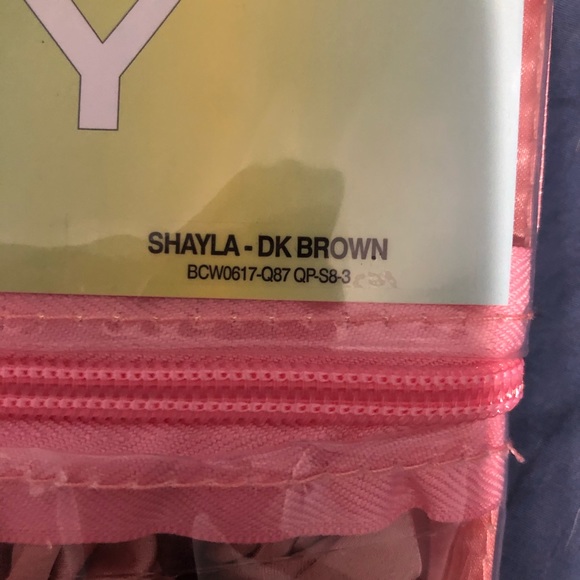 Y
SHAYLA - DK BROWN
BCW0617-Q87 QP-S8-3